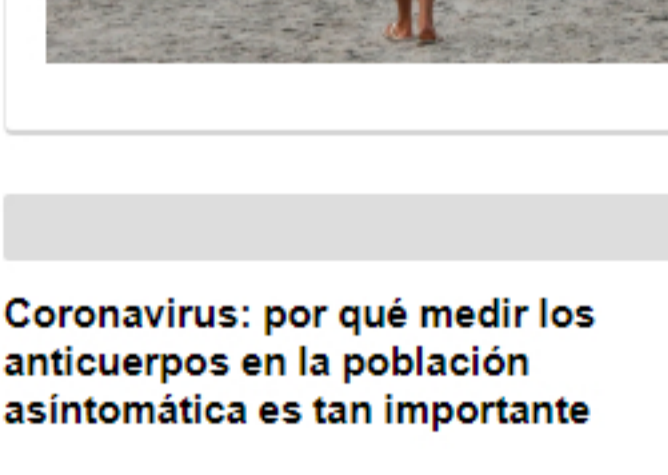 Coronavirus: por qué medir los
anticuerpos en la población
asíntomática es tan importante